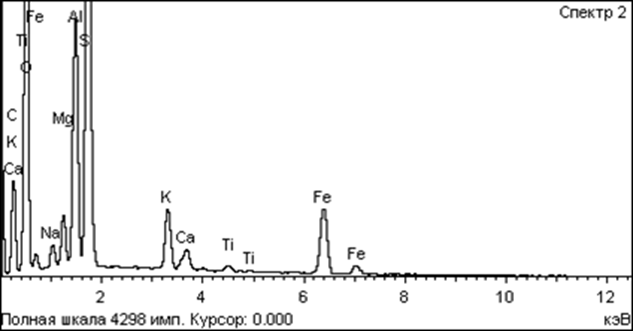 Спектр 2
Fe
Al
Ti
S
O
C
Mg
K
Ca
Na
K
Ca
Ti
Ti
Fe
Fe
2
4
6
8
10
12
Полная шкала 4298 имп. Курсор: 0.000
кэВ